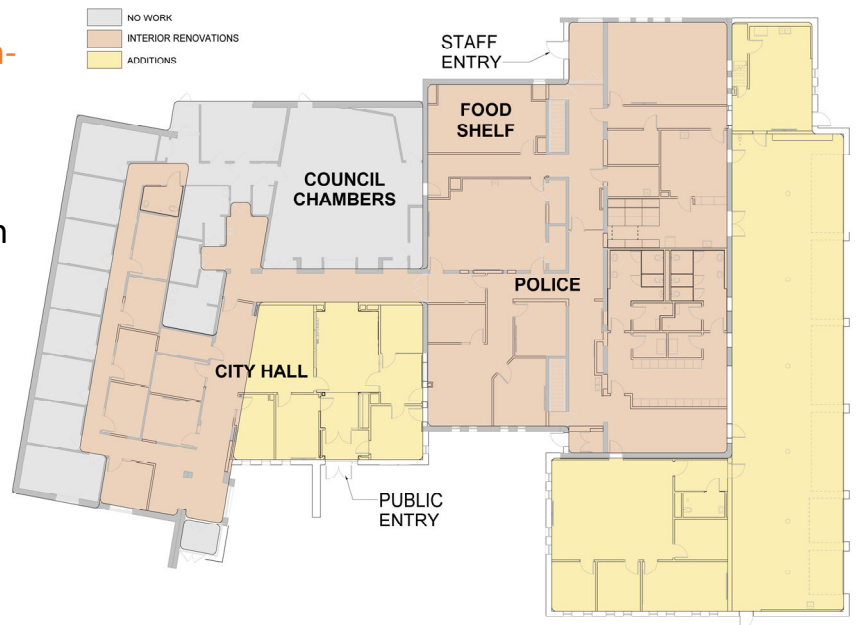 NO WORK
INTERIOR RENOVATIONS
ADDITIONS
STAFF
ENTRY
FOOD
SHELF
COUNCIL
CHAMBERS
POLICE
CITY HALL
PUBLIC
ENTRY